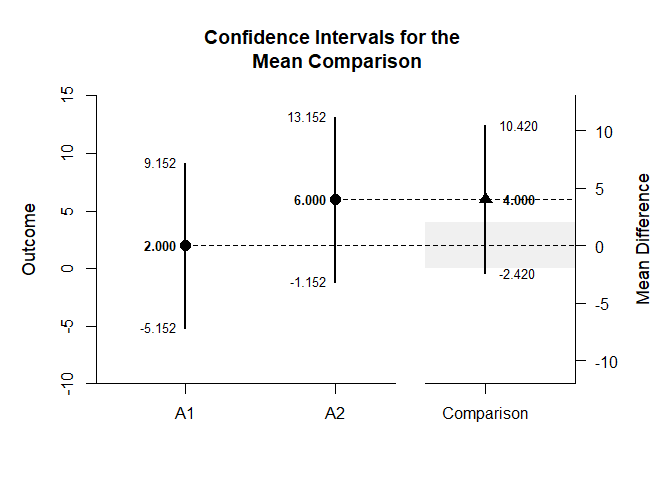 Confidence Intervals for the
Mean Comparison
Outcome
15
10
5
0
-5
-10
9.152
2.000
-5.152
13.152
6.000
-1.152
10.420
4.000
-2.420
10
5
0
-5
-10
Mean Difference
A1
A2
Comparison